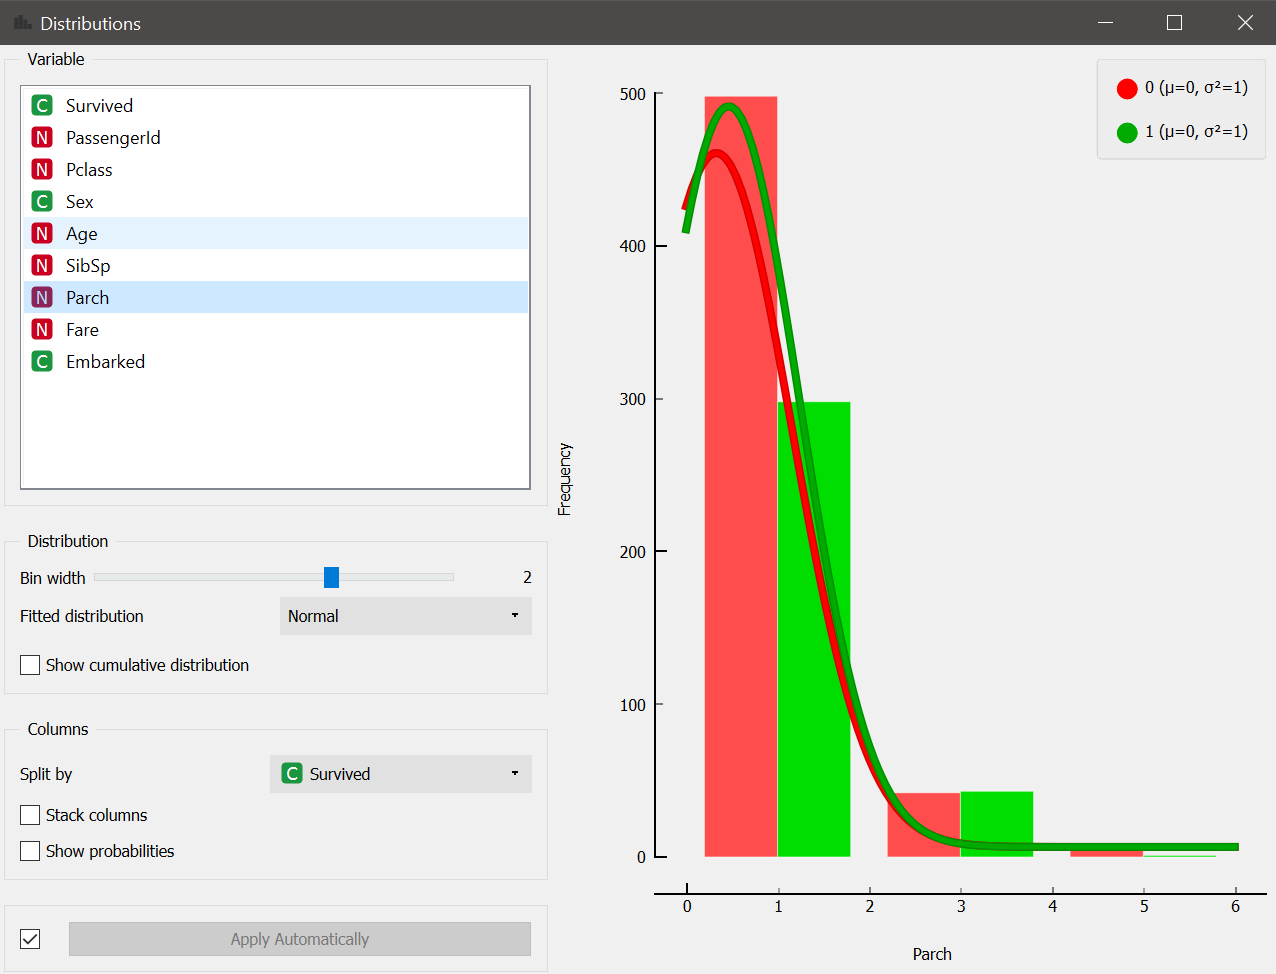 Distributions
Variable
C Survived
N PassengerId
N Pclass
C Sex
N Age
N SibSp
N Parch
N Fare
C Embarked
Distribution
Bin width 2
Fitted distribution Normal
Show cumulative distribution
Columns
Split by C Survived
Stack columns
Show probabilities
Apply Automatically
0 (μ=0, σ²=1)
1 (μ=0, σ²=1)
500
400
300
200
100
0
Frequency
0 1 2 3 4 5 6
Parch